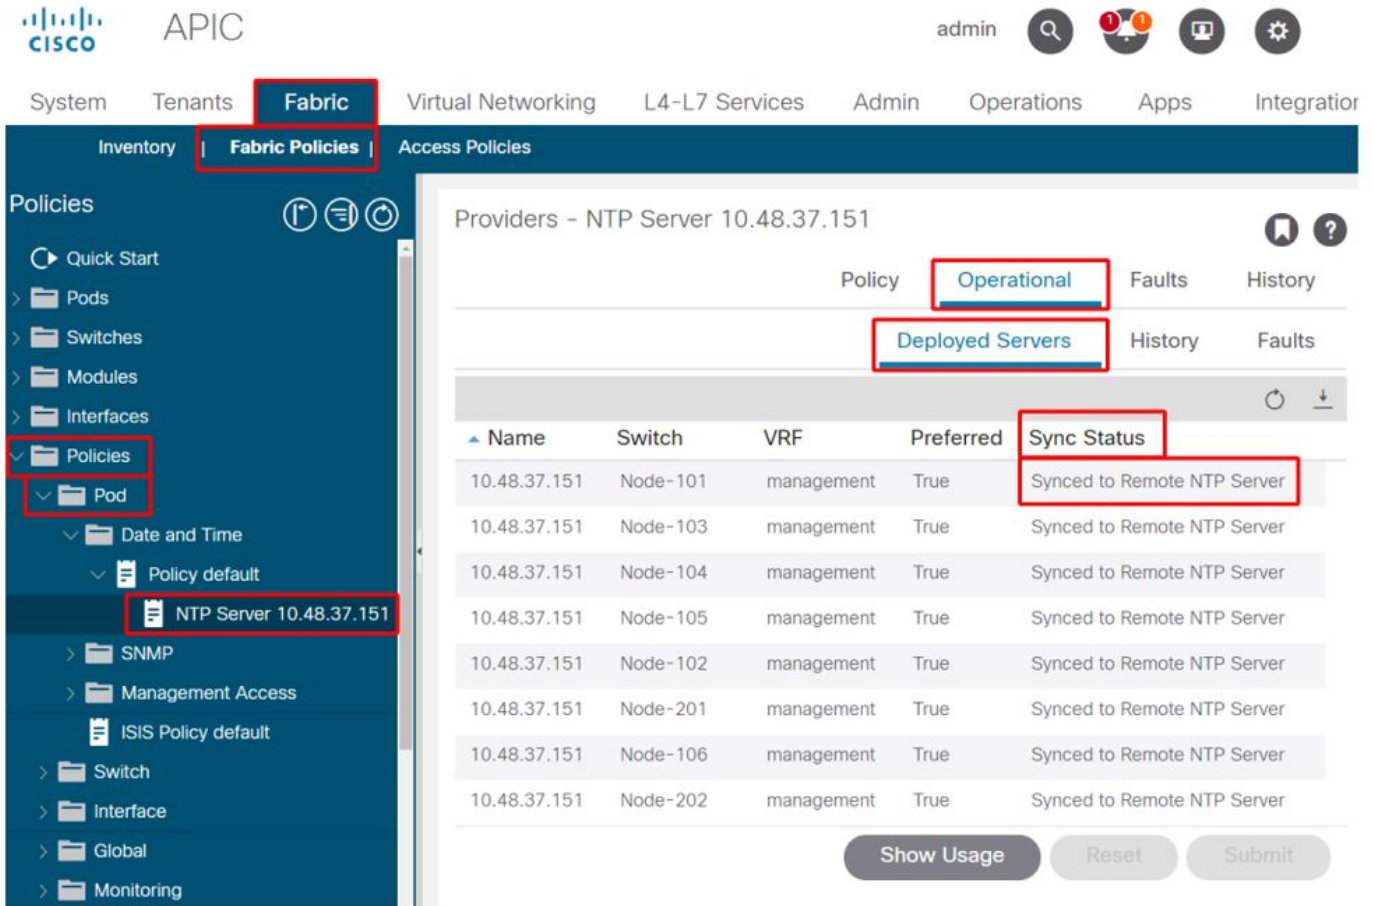 CISCO APIC admin 1 1
System Tenants Fabric Virtual Networking L4-L7 Services Admin Operations Apps Integration
Inventory | Fabric Policies | Access Policies
Policies
Quick Start
Pods
Switches
Modules
Interfaces
Policies
Pod
Date and Time
Policy default
NTP Server 10.48.37.151
SNMP
Management Access
ISIS Policy default
Switch
Interface
Global
Monitoring
Providers - NTP Server 10.48.37.151
?
Policy Operational Faults History
Deployed Servers History Faults
Name Switch VRF Preferred Sync Status
10.48.37.151 Node-101 management True Synced to Remote NTP Server
10.48.37.151 Node-103 management True Synced to Remote NTP Server
10.48.37.151 Node-104 management True Synced to Remote NTP Server
10.48.37.151 Node-105 management True Synced to Remote NTP Server
10.48.37.151 Node-102 management True Synced to Remote NTP Server
10.48.37.151 Node-201 management True Synced to Remote NTP Server
10.48.37.151 Node-106 management True Synced to Remote NTP Server
10.48.37.151 Node-202 management True Synced to Remote NTP Server
Show Usage Reset Submit